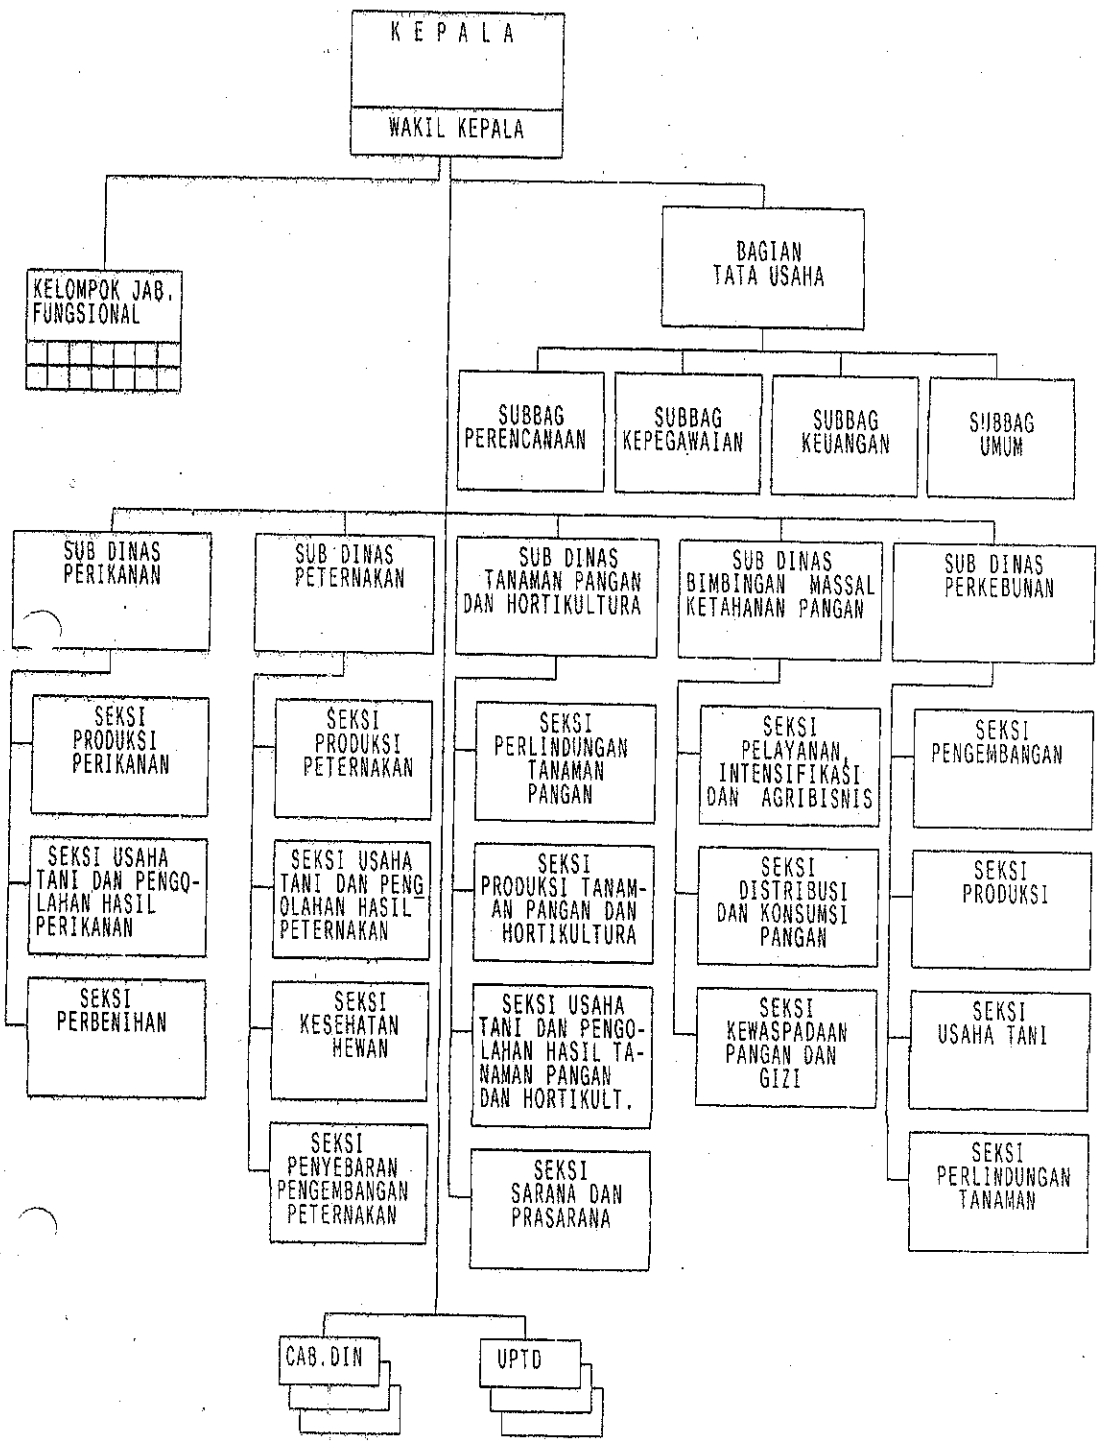 K E P A L A
WAKIL KEPALA
BAGIAN
TATA USAHA
KELOMPOK JAB.
FUNGSIONAL
SUBBAG
PERENCANAAN
SUBBAG
KEPEGAWAIAN
SUBBAG
KEUANGAN
SUBBAG
UMUM
SUB DINAS
PERIKANAN
SUB DINAS
PETERNAKAN
SUB DINAS
TANAMAN PANGAN
DAN HORTIKULTURA
SUB DINAS
BIMBINGAN MASSAL
KETAHANAN PANGAN
SUB DINAS
PERKEBUNAN
SEKSI
PRODUKSI
PERIKANAN
SEKSI
PRODUKSI
PETERNAKAN
SEKSI
PERLINDUNGAN
TANAMAN
PANGAN
SEKSI
PELAYANAN,
INTENSIFIKASI
DAN AGRIBISNIS
SEKSI
PENGEMBANGAN
SEKSI USAHA
TANI DAN PENGO-
LAHAN HASIL
PERIKANAN
SEKSI USAHA
TANI DAN PENG
OLAHAN HASIL
PETERNAKAN
SEKSI
PRODUKSI TANAM-
AN PANGAN DAN
HORTIKULTURA
SEKSI
DISTRIBUSI
DAN KONSUMSI
PANGAN
SEKSI
PRODUKSI
SEKSI
PERBENIHAN
SEKSI
KESEHATAN
HEWAN
SEKSI USAHA
TANI DAN PENGO-
LAHAN HASIL TA-
NAMAN PANGAN
DAN HORTIKULT.
SEKSI
KEWASPADAAN
PANGAN DAN
GIZI
SEKSI
USAHA TANI
SEKSI
PENYEBARAN
PENGEMBANGAN
PETERNAKAN
SEKSI
SARANA DAN
PRASARANA
SEKSI
PERLINDUNGAN
TANAMAN
CAB.DIN
UPTD